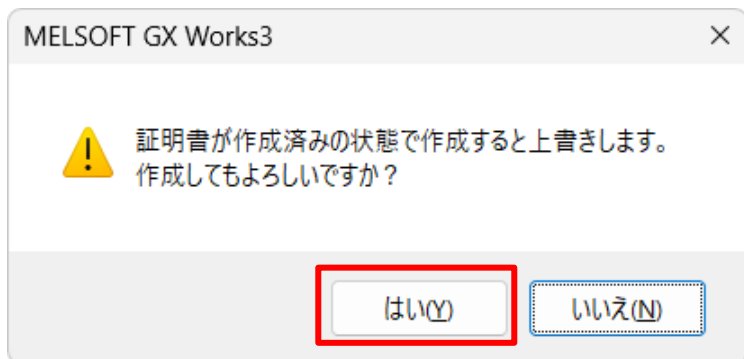 MELSOFT GX Works3
証明書が作成済みの状態で作成すると上書きします。
作成してもよろしいですか？
はい(Y)
いいえ(N)